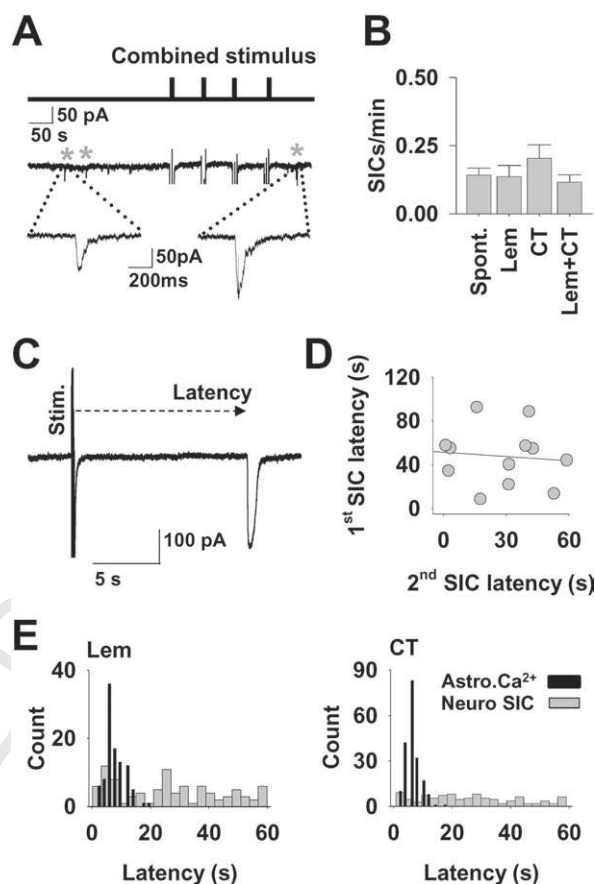 A
Combined stimulus
50 pA
50 s
* *
*
50pA
200ms
B
SICs/min
0.50
0.25
0.00
Spont.
Lem
CT
Lem+CT
C
Stim.
Latency
100 pA
5 s
D
1st SIC latency (s)
120
80
40
0
0 30 60
2nd SIC latency (s)
E
Lem
Count
40
20
0
0 20 40 60
Latency (s)
CT
Astro.Ca2+
Neuro SIC
Count
90
60
30
0
0 20 40 60
Latency (s)